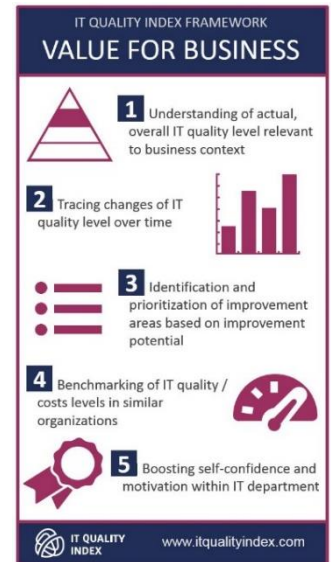 IT QUALITY INDEX FRAMEWORK
VALUE FOR BUSINESS
1 Understanding of actual,
overall IT quality level relevant
to business context
2 Tracing changes of IT
quality level over time
3 Identification and
prioritization of improvement
areas based on improvement
potential
4 Benchmarking of IT quality /
costs levels in similar
organizations
5 Boosting self-confidence and
motivation within IT department
IT QUALITY
INDEX
www.itqualityindex.com